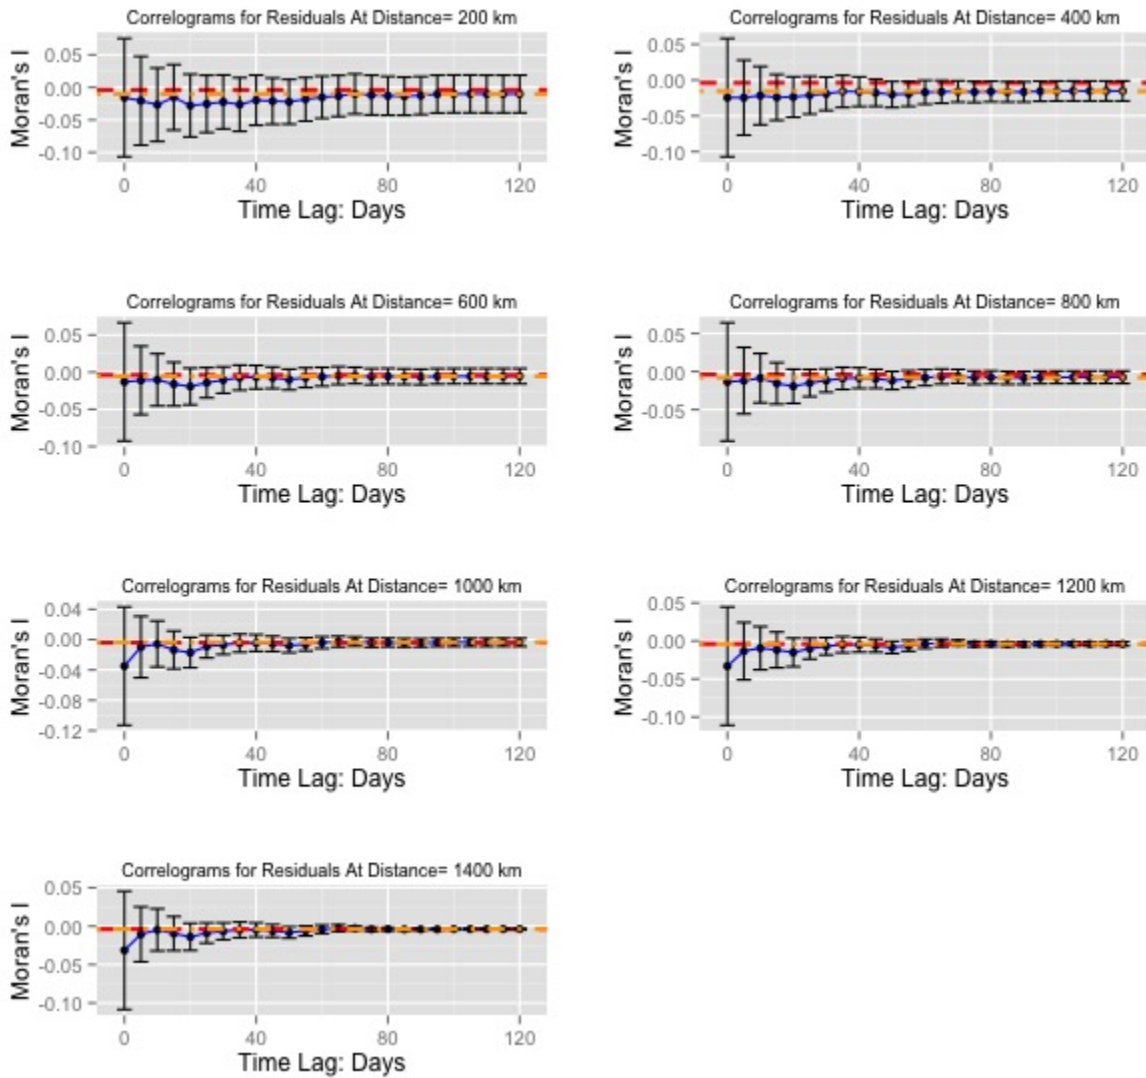 Correlograms for Residuals At Distance= 200 km
Moran's I
0.05
0.00
-0.05
-0.10
0 40 80 120
Time Lag: Days
Correlograms for Residuals At Distance= 400 km
Moran's I
0.05
0.00
-0.05
-0.10
0 40 80 120
Time Lag: Days
Correlograms for Residuals At Distance= 600 km
Moran's I
0.05
0.00
-0.05
-0.10
0 40 80 120
Time Lag: Days
Correlograms for Residuals At Distance= 800 km
Moran's I
0.05
0.00
-0.05
0 40 80 120
Time Lag: Days
Correlograms for Residuals At Distance= 1000 km
Moran's I
0.04
0.00
-0.04
-0.08
-0.12
0 40 80 120
Time Lag: Days
Correlograms for Residuals At Distance= 1200 km
Moran's I
0.05
0.00
-0.05
-0.10
0 40 80 120
Time Lag: Days
Correlograms for Residuals At Distance= 1400 km
Moran's I
0.05
0.00
-0.05
-0.10
0 40 80 120
Time Lag: Days